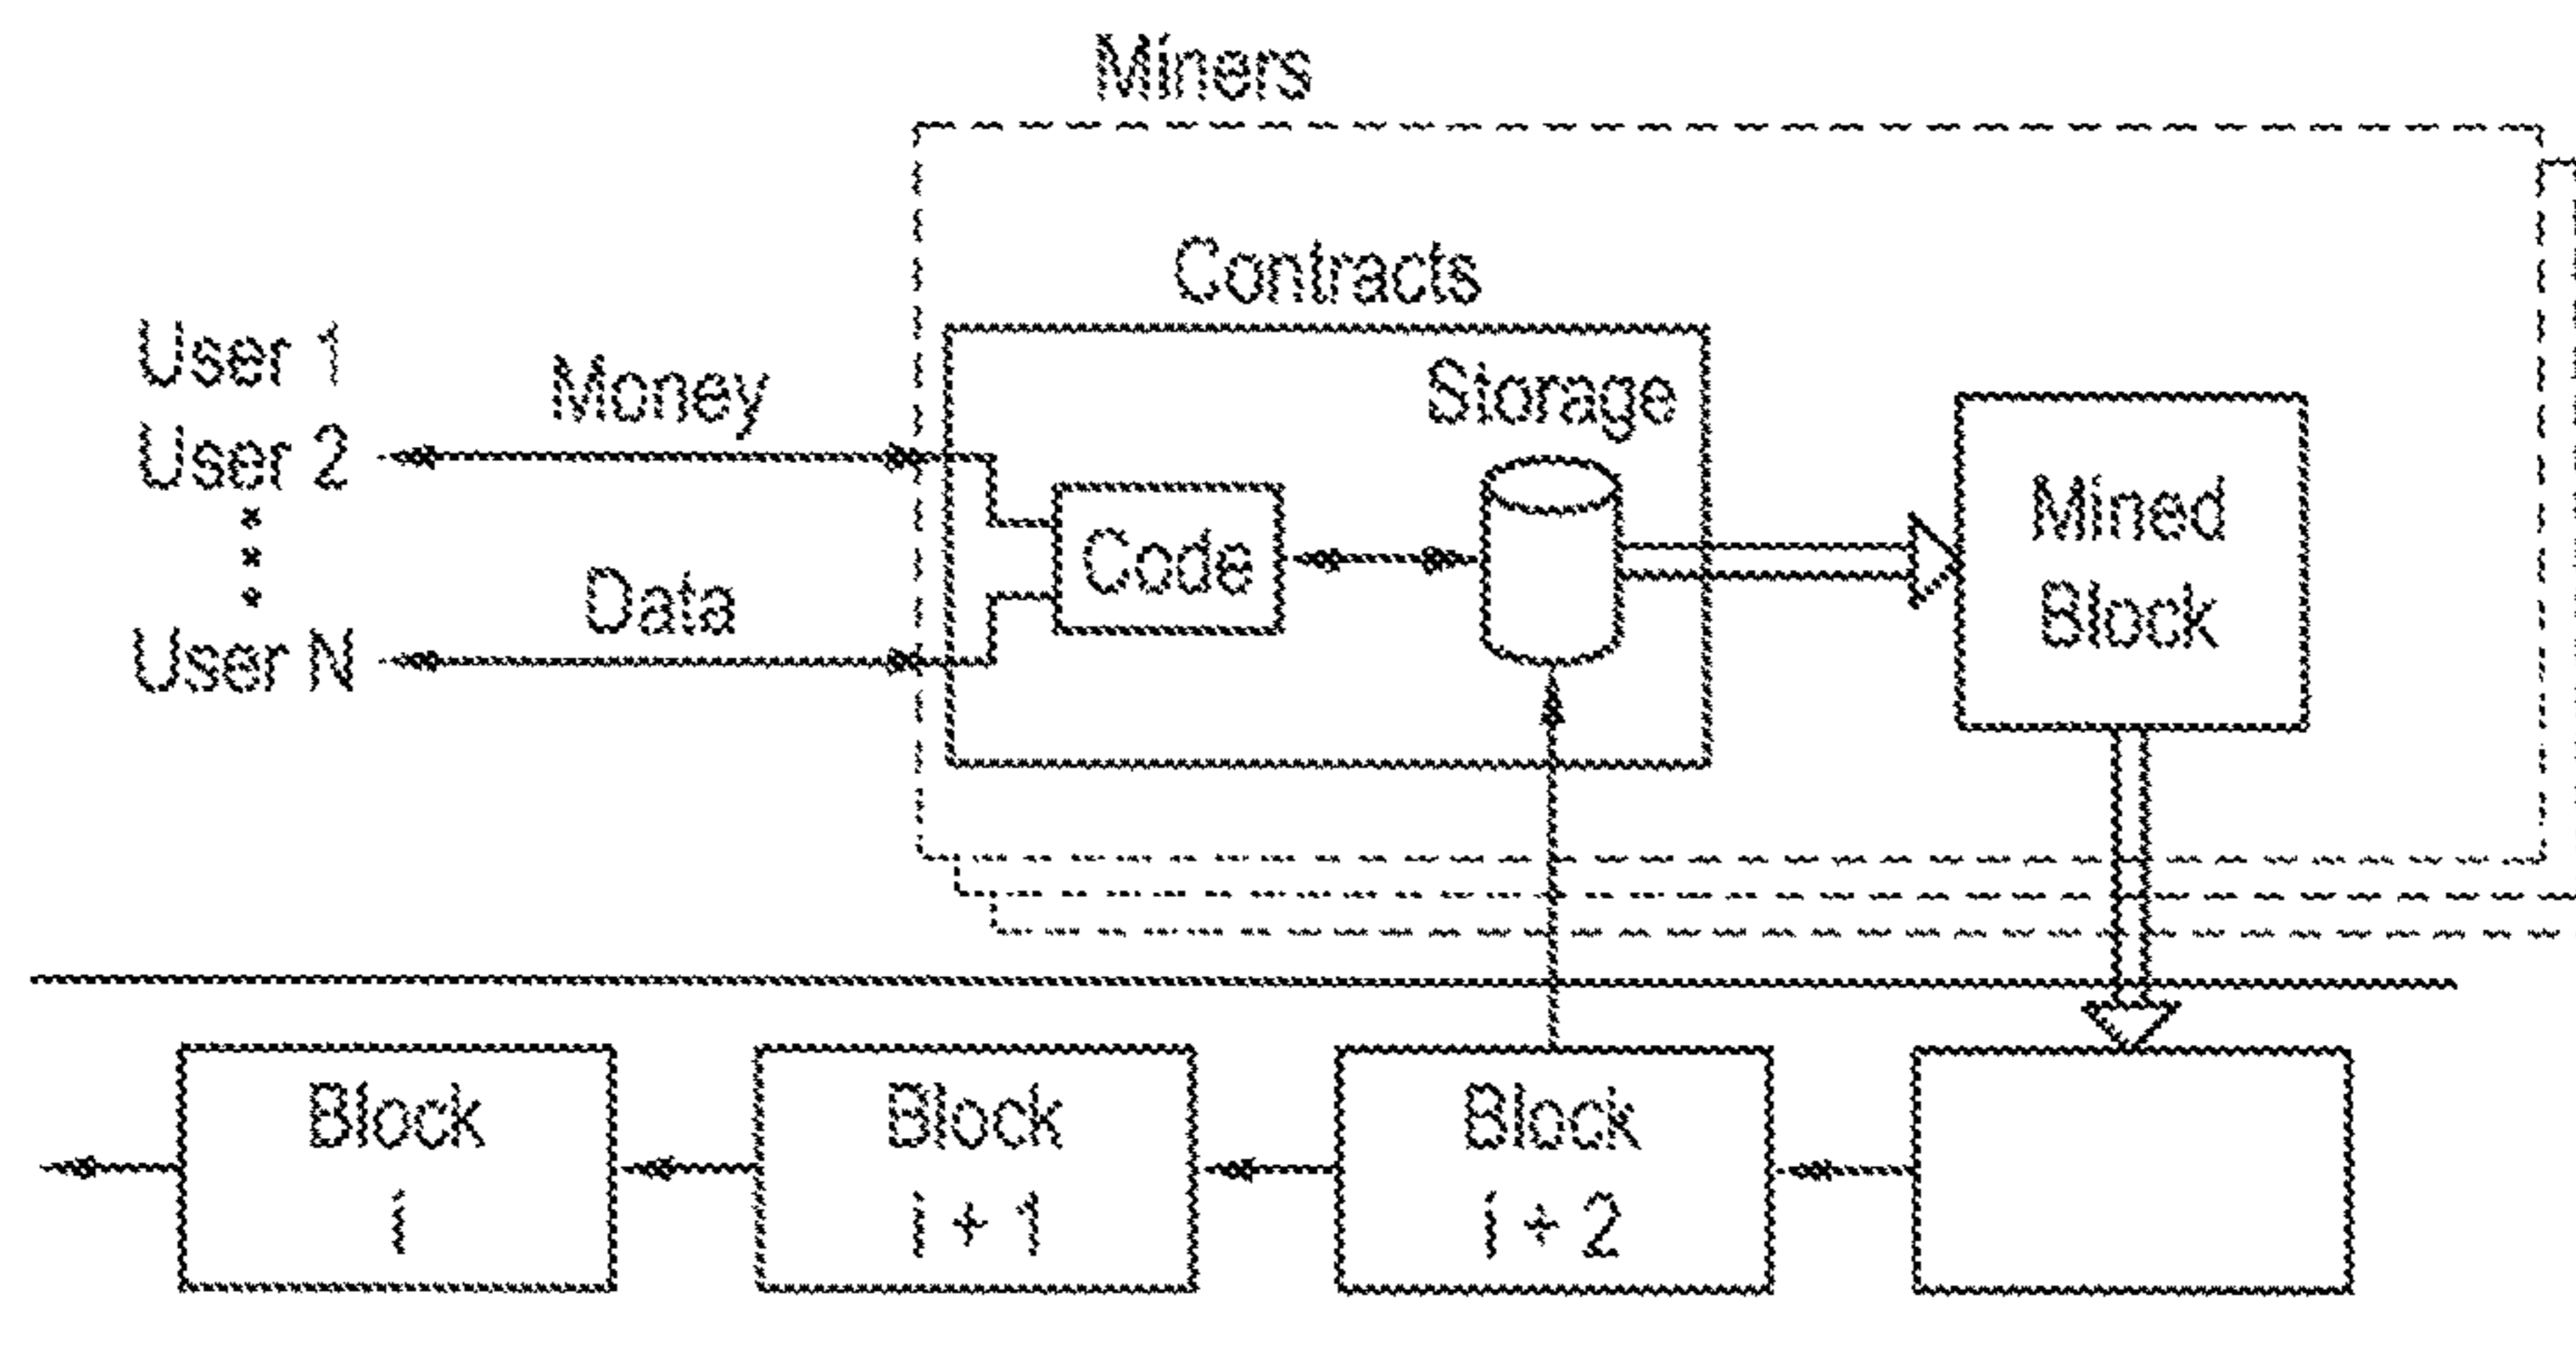 Miners
Contracts
User 1
Money
Storage
User 2
Mined
Block
Code
Data
User N
Block
i
Block
i + 1
Block
i + 2